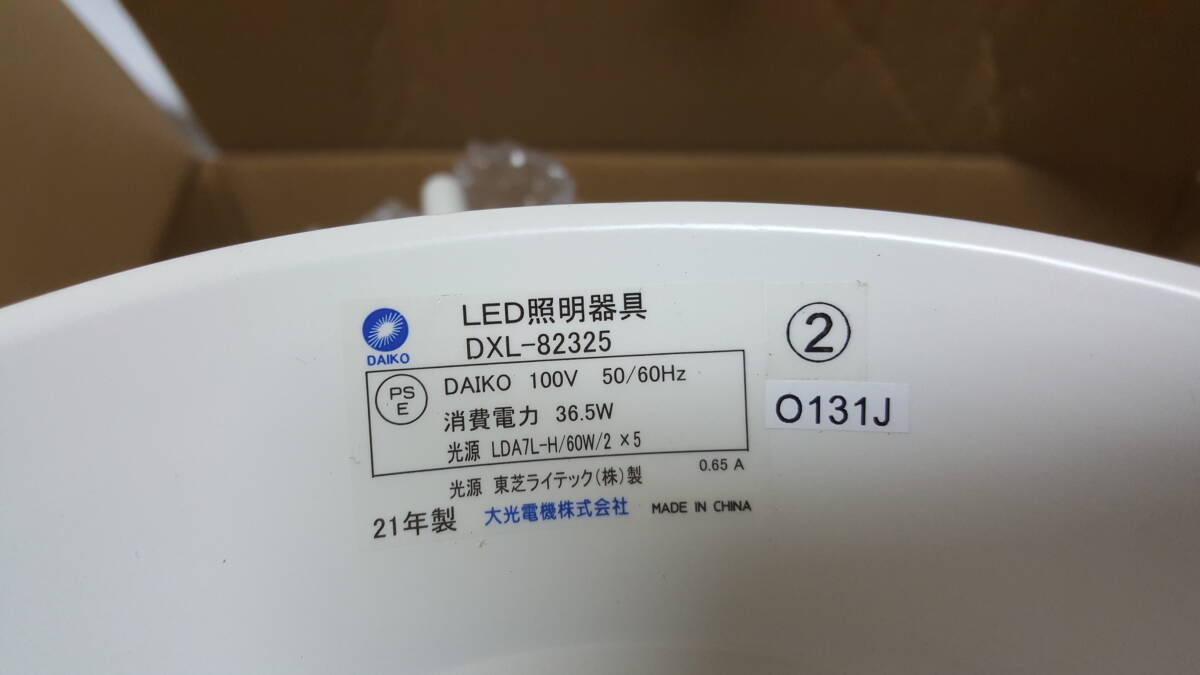 LED照明器具
DXL-82325
DAIKO
PS
E
DAIKO 100V 50/60Hz
消費電力 36.5W
光源 LDA7L-H/60W/2 ×5
光源 東芝ライテック(株)製 0.65 A
21年製 大光電機株式会社 MADE IN CHINA
②
O131J